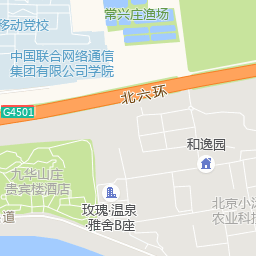 常兴庄渔场
移动党校
中国联合网络通信
集团有限公司学院
北六环
G4501
和逸园
九华山庄
贵宾楼酒店
玫瑰·温泉
·雅舍B座
北京小汤
农业科技
道